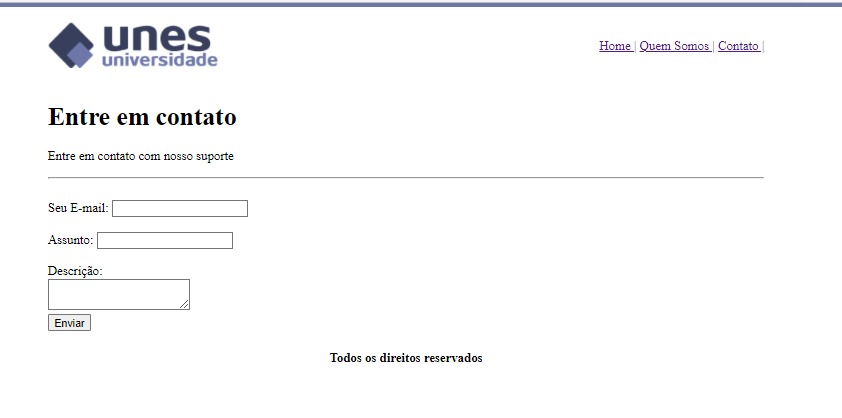 unes
universidade
Home | Quem Somos | Contato |
Entre em contato
Entre em contato com nosso suporte
Seu E-mail:
Assunto:
Descrição:
Enviar
Todos os direitos reservados